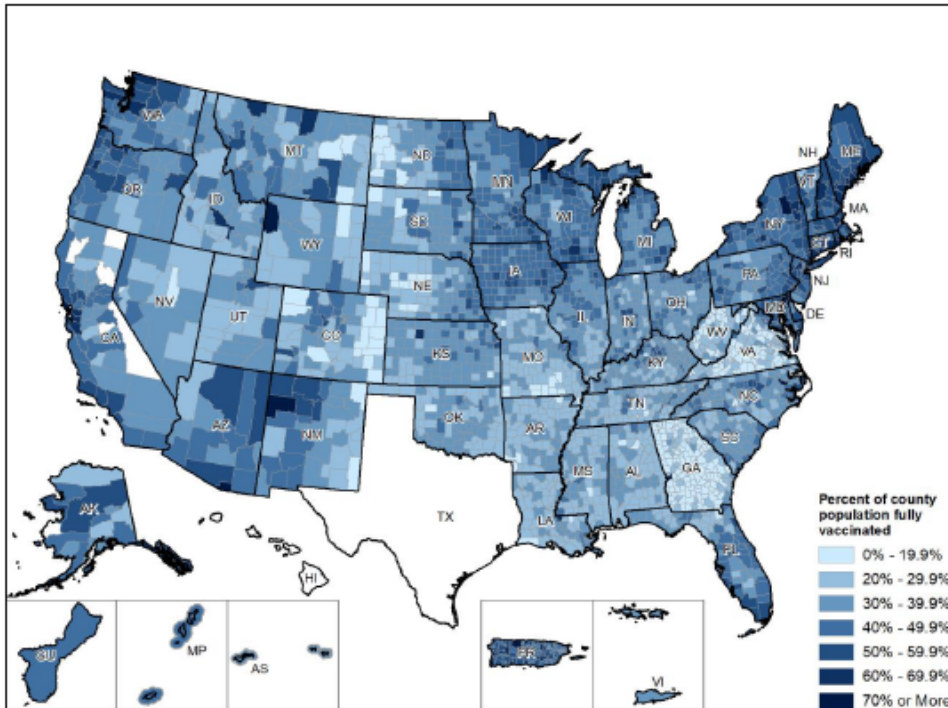 WA
MT
ND
MN
NH
ME
VT
OR
ID
SD
WI
MI
NY
MA
CT
RI
WY
IA
PA
NJ
NE
OH
MD
DE
NV
UT
CO
IL
IN
WV
VA
CA
KS
MO
KY
NC
TN
AZ
NM
OK
AR
SC
MS
AL
GA
TX
LA
AK
FL
HI
Percent of county
population fully
vaccinated
0% - 19.9%
20% - 29.9%
30% - 39.9%
40% - 49.9%
50% - 59.9%
60% - 69.9%
70% or More
GU
MP
AS
PR
VI